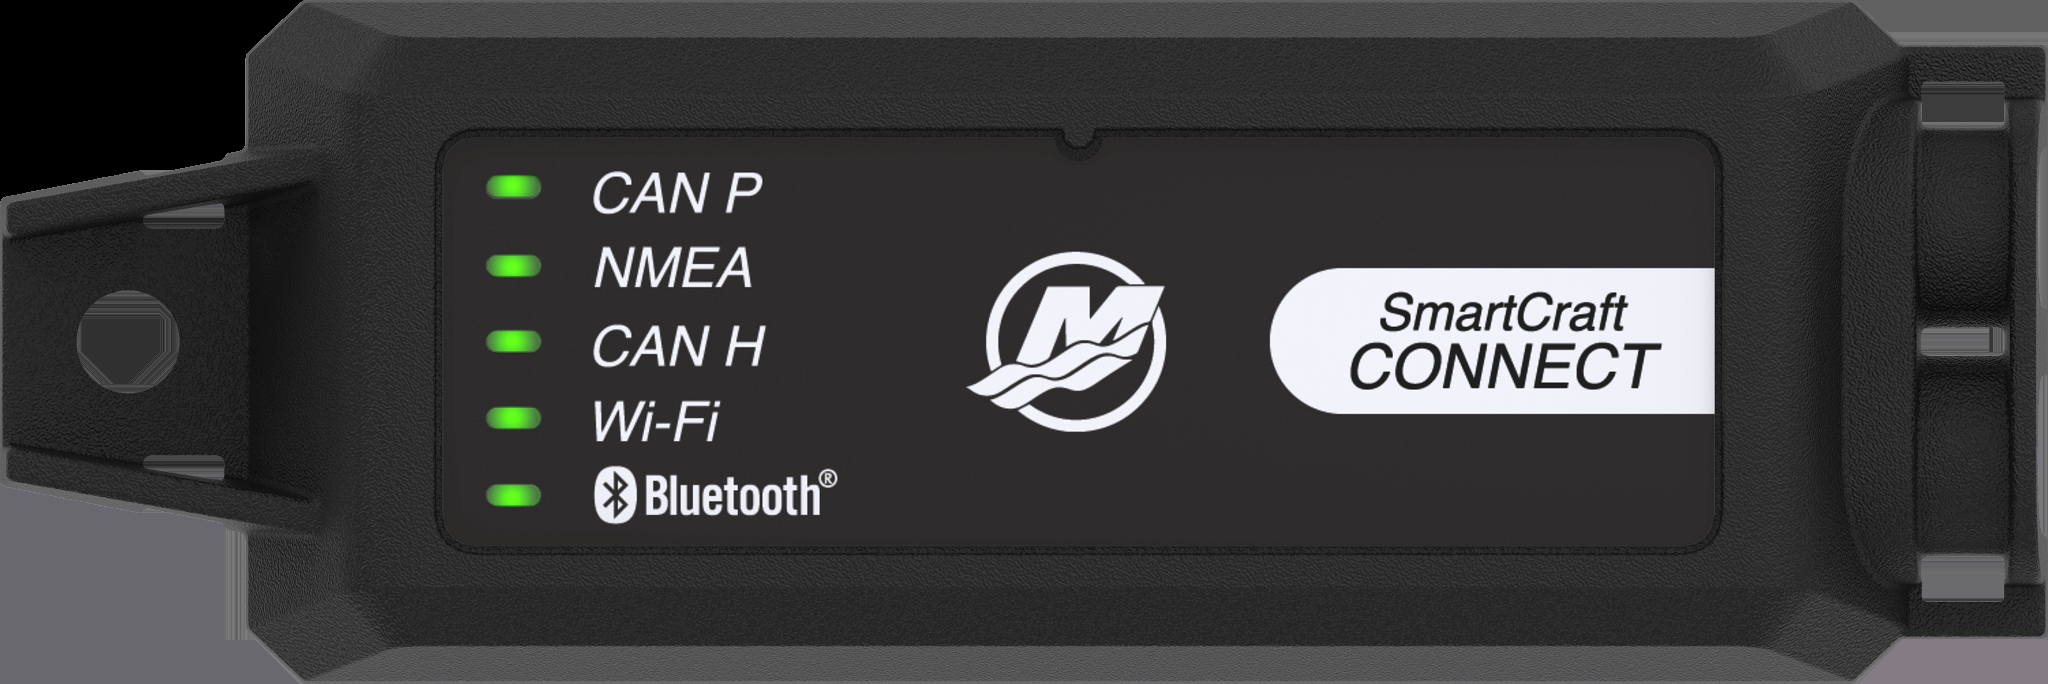 CAN P
NMEA
CAN H
Wi-Fi
Bluetooth®
SmartCraft
CONNECT